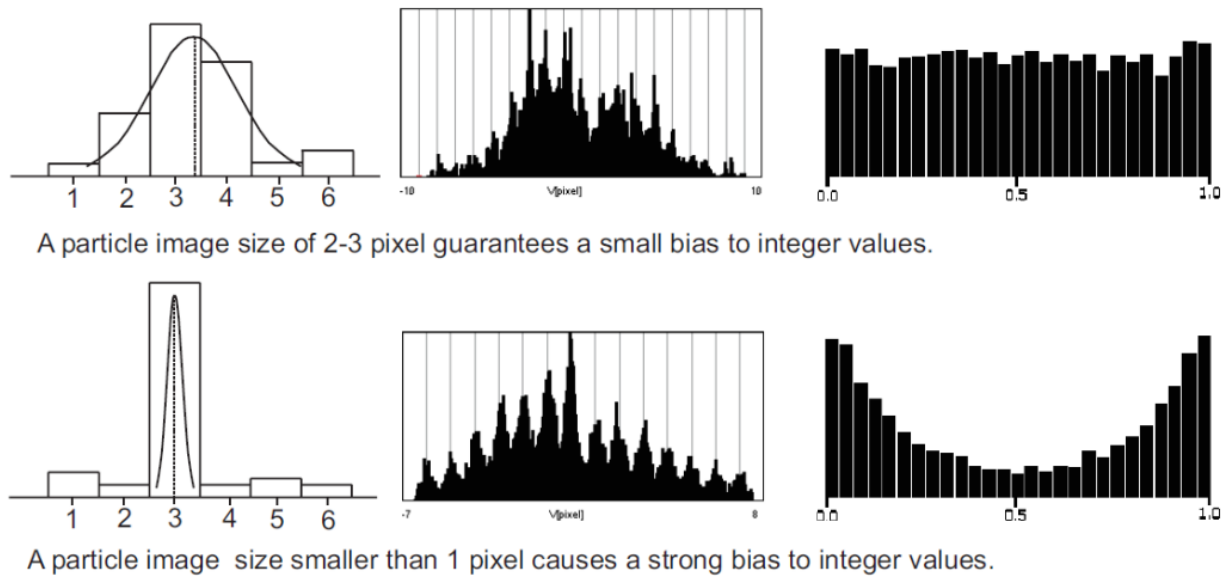 1 2 3 4 5 6
-10 V[pixel] 10
0.0 0.5 1.0
A particle image size of 2-3 pixel guarantees a small bias to integer values.
1 2 3 4 5 6
-7 V[pixel] 8
0.0 0.5 1.0
A particle image size smaller than 1 pixel causes a strong bias to integer values.